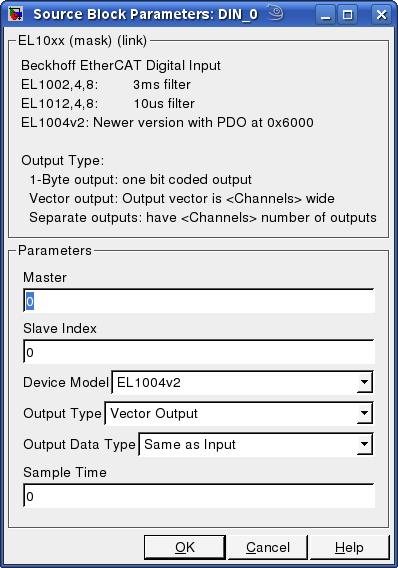 Source Block Parameters: DIN_0
EL10xx (mask) (link)
Beckhoff EtherCAT Digital Input
EL1002,4,8: 3ms filter
EL1012,4,8: 10us filter
EL1004v2: Newer version with PDO at 0x6000
Output Type:
1-Byte output: one bit coded output
Vector output: Output vector is <Channels> wide
Separate outputs: have <Channels> number of outputs
Parameters
Master
0
Slave Index
0
Device Model EL1004v2
Output Type Vector Output
Output Data Type Same as Input
Sample Time
0
OK Cancel Help